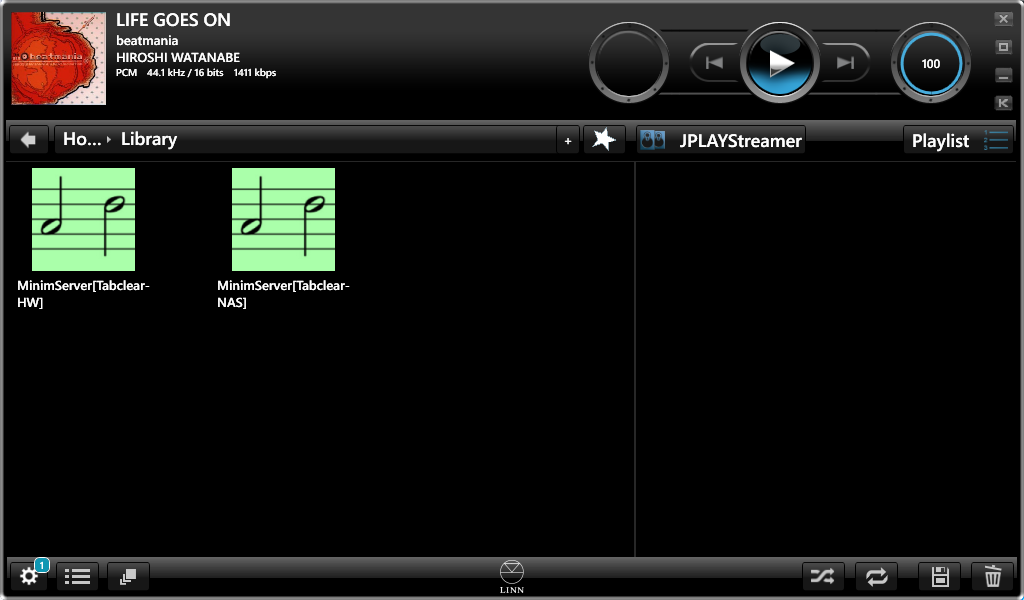 LIFE GOES ON
beatmania
HIROSHI WATANABE
PCM 44.1 kHz / 16 bits 1411 kbps
beatmania
100
Ho... Library
+
JPLAYStreamer
Playlist
MinimServer[Tabclear-
HW]
MinimServer[Tabclear-
NAS]
1
LINN